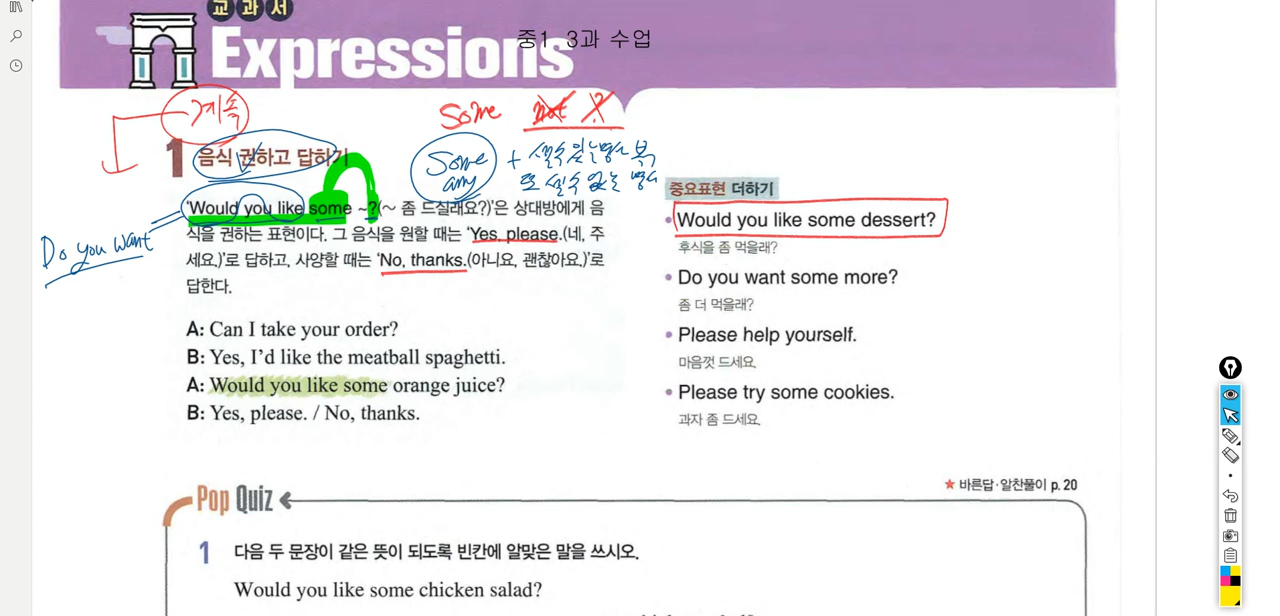 교과서
Expressions
중1 3과 수업
계속
some not ?
1 음식 권하고 답하기
some
any
+ 셀수 있는 명사 복
또 셀수 없는 명사
Do you want
'Would you like some ~?(~ 좀 드실래요?)'은 상대방에게 음
식을 권하는 표현이다. 그 음식을 원할 때는 'Yes, please.(네, 주
세요.)'로 답하고, 사양할 때는 'No, thanks.(아니요, 괜찮아요.)'로
답한다.
A: Can I take your order?
B: Yes, I'd like the meatball spaghetti.
A: Would you like some orange juice?
B: Yes, please. / No, thanks.
중요표현 더하기
• Would you like some dessert?
후식을 좀 먹을래?
• Do you want some more?
좀 더 먹을래?
• Please help yourself.
마음껏 드세요.
• Please try some cookies.
과자 좀 드세요.
★ 바른답·알찬풀이 p. 20
Pop Quiz
1 다음 두 문장이 같은 뜻이 되도록 빈칸에 알맞은 말을 쓰시오.
Would you like some chicken salad?